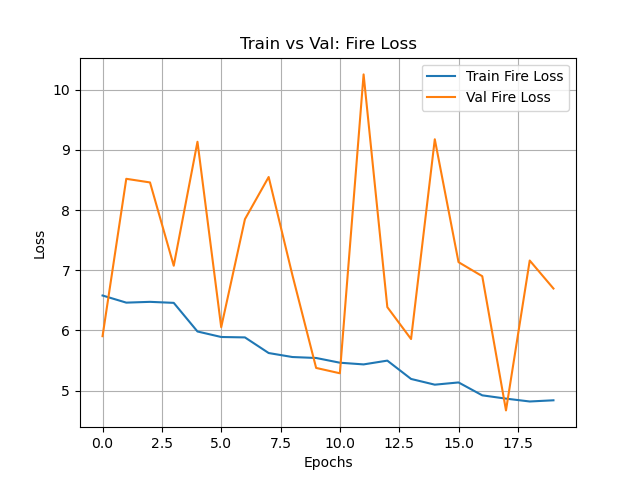 Train vs Val: Fire Loss
Train Fire Loss
Val Fire Loss
Loss
10
9
8
7
6
5
0.0 2.5 5.0 7.5 10.0 12.5 15.0 17.5
Epochs